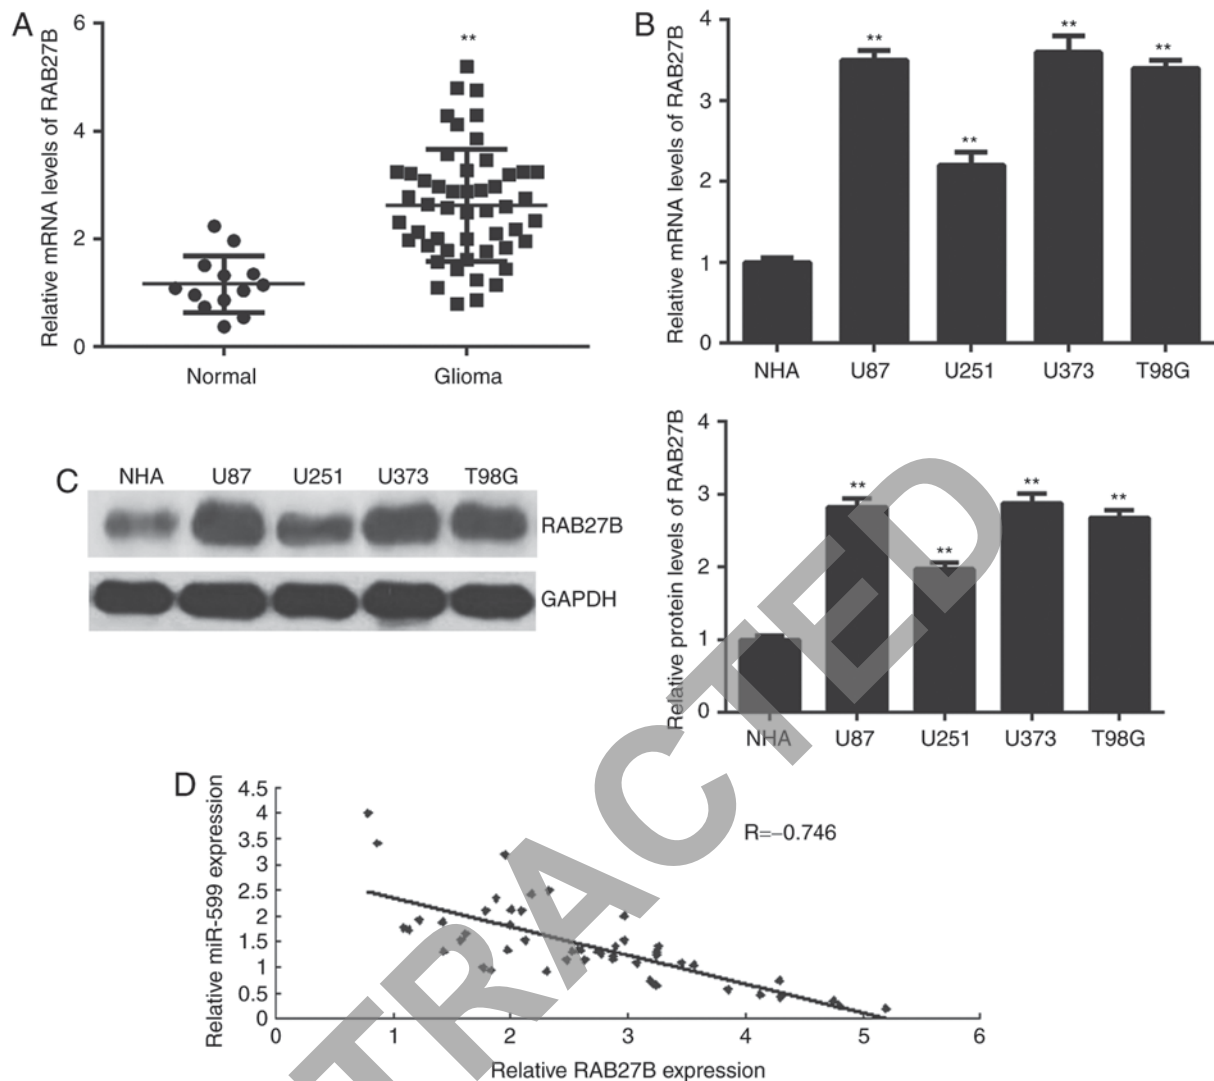 A
Relative mRNA levels of RAB27B
6
4
2
0
**
Normal
Glioma
B
Relative mRNA levels of RAB27B
4
3
2
1
0
**
**
**
**
NHA
U87
U251
U373
T98G
C
NHA
U87
U251
U373
T98G
RAB27B
GAPDH
Relative protein levels of RAB27B
4
3
2
1
0
**
**
**
**
NHA
U87
U251
U373
T98G
D
Relative miR-599 expression
4.5
4
3.5
3
2.5
2
1.5
1
0.5
0
R=−0.746
0
1
2
3
4
5
6
Relative RAB27B expression
TRACTED